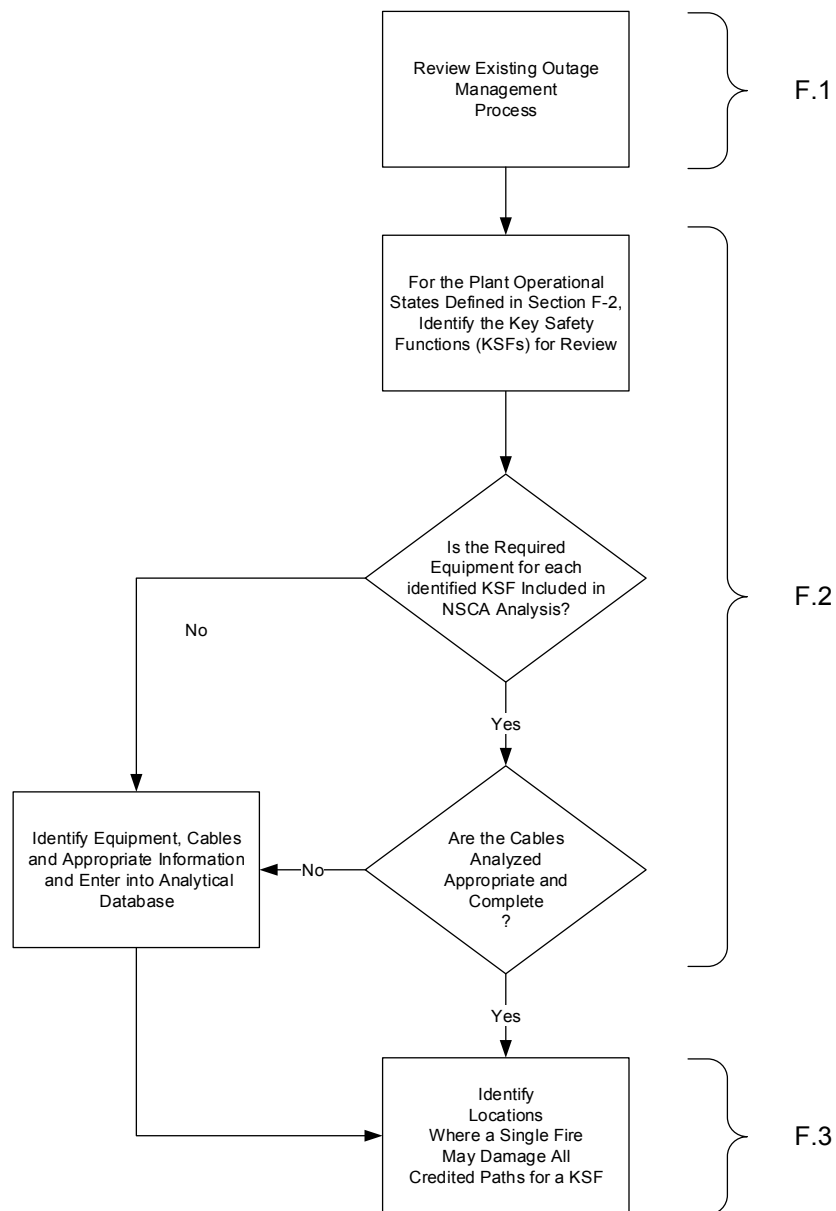 Review Existing Outage
Management
Process
F.1
For the Plant Operational
States Defined in Section F-2,
Identify the Key Safety
Functions (KSFs) for Review
Is the Required
Equipment for each
identified KSF Included in
NSCA Analysis?
F.2
No
Yes
Identify Equipment, Cables
and Appropriate Information
and Enter into Analytical
Database
No
Are the Cables
Analyzed
Appropriate and
Complete
?
Yes
Identify
Locations
Where a Single Fire
May Damage All
Credited Paths for a KSF
F.3